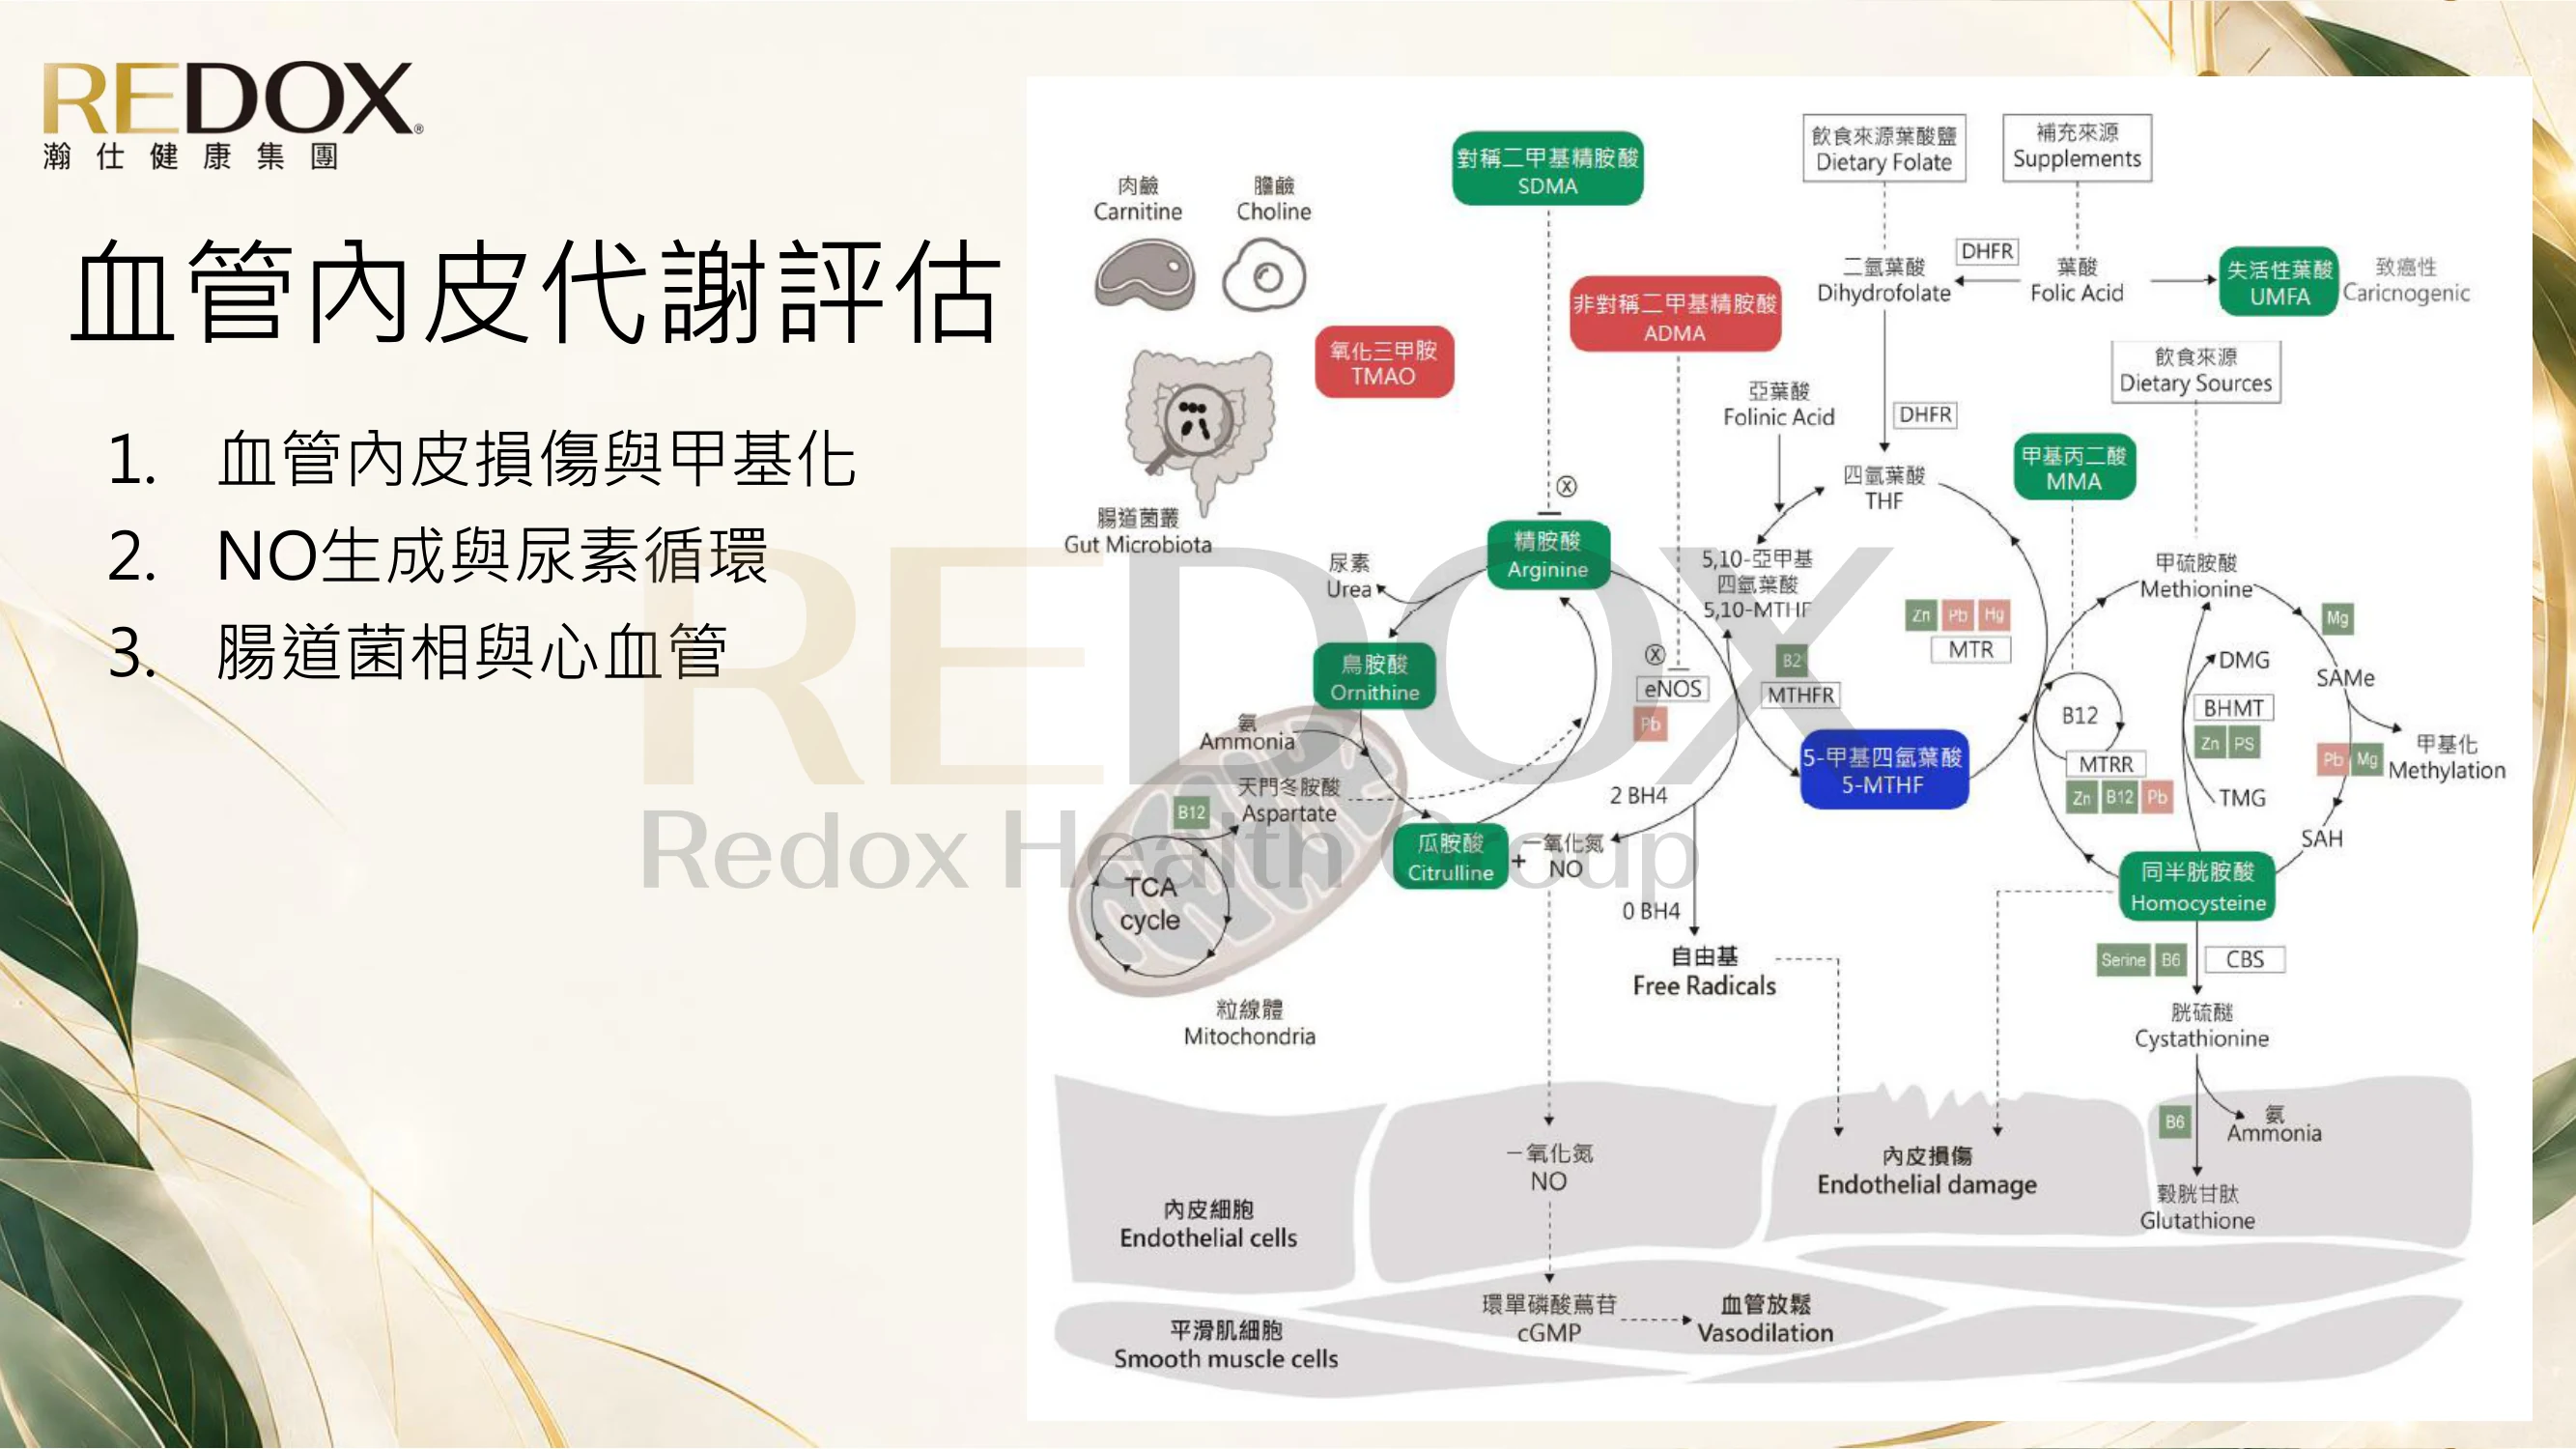 REDOX®
瀚仕健康集團
血管內皮代謝評估
1. 血管內皮損傷與甲基化
2. NO生成與尿素循環
3. 腸道菌相與心血管
REDOX
Redox Health Group
肉鹼
Carnitine
膽鹼
Choline
腸道菌叢
Gut Microbiota
氧化三甲胺
TMAO
對稱二甲基精胺酸
SDMA
非對稱二甲基精胺酸
ADMA
飲食來源葉酸鹽
Dietary Folate
補充來源
Supplements
二氫葉酸
Dihydrofolate
DHFR
葉酸
Folic Acid
失活性葉酸
UMFA
致癌性
Caricnogenic
飲食來源
Dietary Sources
亞葉酸
Folinic Acid
DHFR
四氫葉酸
THF
甲基丙二酸
MMA
X
精胺酸
Arginine
尿素
Urea
5,10-亞甲基
四氫葉酸
5,10-MTHF
Zn
Pb
Hg
MTR
甲硫胺酸
Methionine
Mg
鳥胺酸
Ornithine
X
eNOS
Pb
B2
MTHFR
DMG
SAMe
BHMT
Zn
PS
B12
MTRR
Zn
B12
Pb
TMG
Pb
Mg
甲基化
Methylation
SAH
氨
Ammonia
天門冬胺酸
Aspartate
B12
TCA
cycle
粒線體
Mitochondria
5-甲基四氫葉酸
5-MTHF
2 BH4
瓜胺酸
Citrulline
+
一氧化氮
NO
0 BH4
自由基
Free Radicals
同半胱胺酸
Homocysteine
Serine
B6
CBS
胱硫醚
Cystathionine
B6
氨
Ammonia
穀胱甘肽
Glutathione
一氧化氮
NO
內皮損傷
Endothelial damage
內皮細胞
Endothelial cells
環單磷酸蔦苷
cGMP
血管放鬆
Vasodilation
平滑肌細胞
Smooth muscle cells